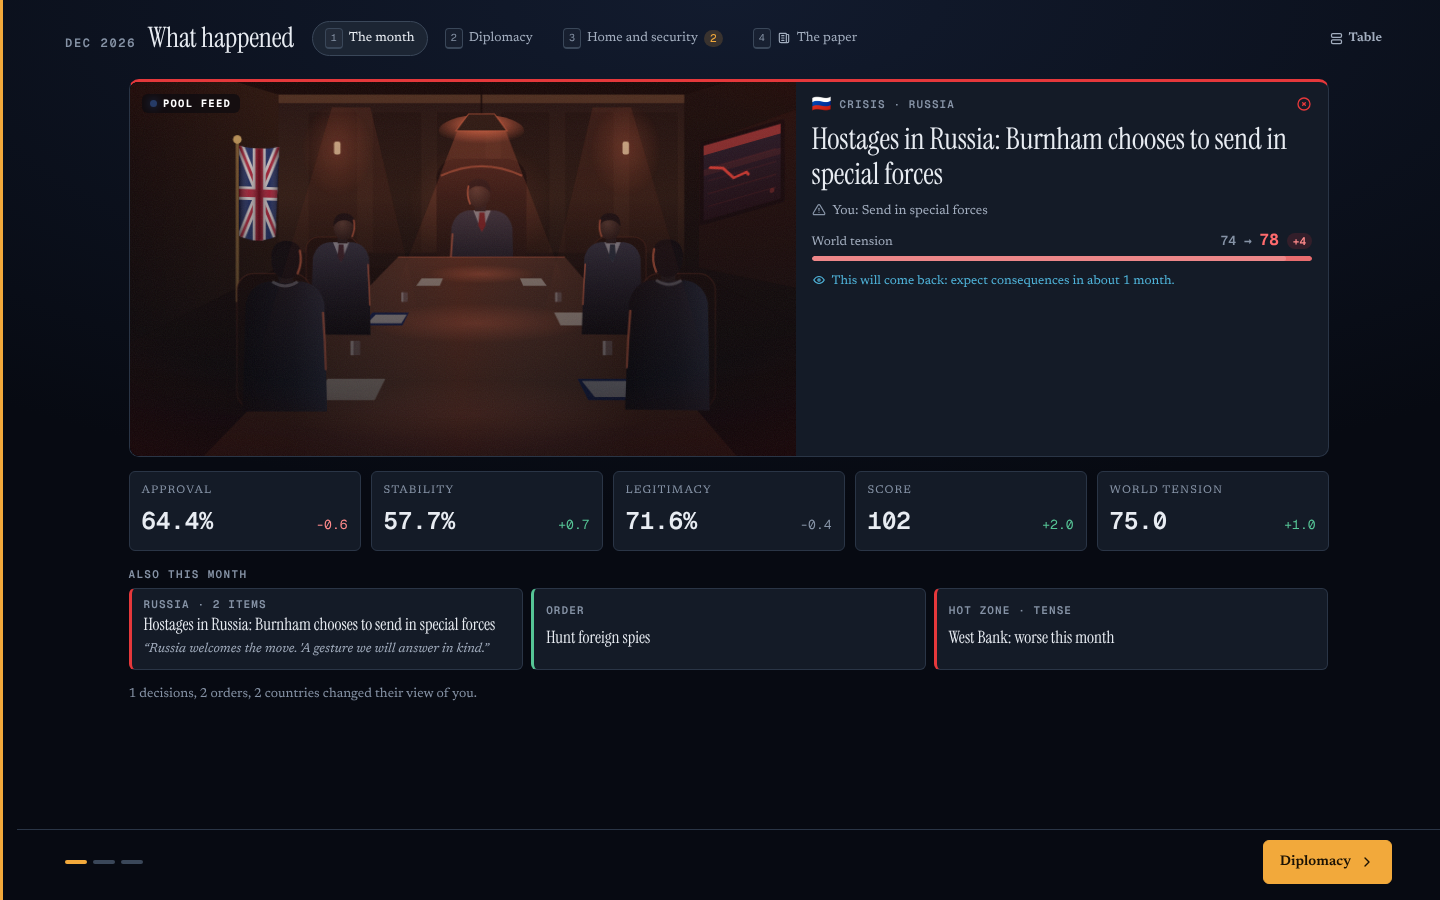 DEC 2026 What happened 1 The month 2 Diplomacy 3 Home and security 2 4 The paper Table
POOL FEED
CRISIS · RUSSIA
Hostages in Russia: Burnham chooses to send in
special forces
You: Send in special forces
World tension 74 → 78 +4
This will come back: expect consequences in about 1 month.
APPROVAL
64.4% -0.6
STABILITY
57.7% +0.7
LEGITIMACY
71.6% -0.4
SCORE
102 +2.0
WORLD TENSION
75.0 +1.0
ALSO THIS MONTH
RUSSIA · 2 ITEMS
Hostages in Russia: Burnham chooses to send in special forces
“Russia welcomes the move. 'A gesture we will answer in kind.”
ORDER
Hunt foreign spies
HOT ZONE · TENSE
West Bank: worse this month
1 decisions, 2 orders, 2 countries changed their view of you.
Diplomacy